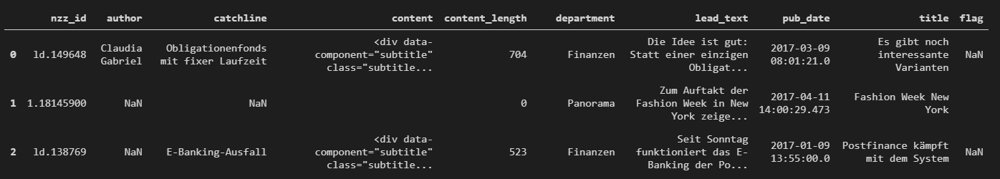 nzz_id author catchline content content_length department lead_text pub_date title flag
0 ld.149648 Claudia Gabriel Obligationenfonds mit fixer Laufzeit <div data-component="subtitle" class="subtitle... 704 Finanzen Die Idee ist gut: Statt einer einzigen Obligat... 2017-03-09 08:01:21.0 Es gibt noch interessante Varianten NaN
1 1.18145900 NaN NaN 0 Panorama Zum Auftakt der Fashion Week in New York zeige... 2017-04-11 14:00:29.473 Fashion Week New York
2 ld.138769 NaN E-Banking-Ausfall <div data-component="subtitle" class="subtitle... 523 Finanzen Seit Sonntag funktioniert das E-Banking der Po... 2017-01-09 13:55:00.0 Postfinance kämpft mit dem System NaN